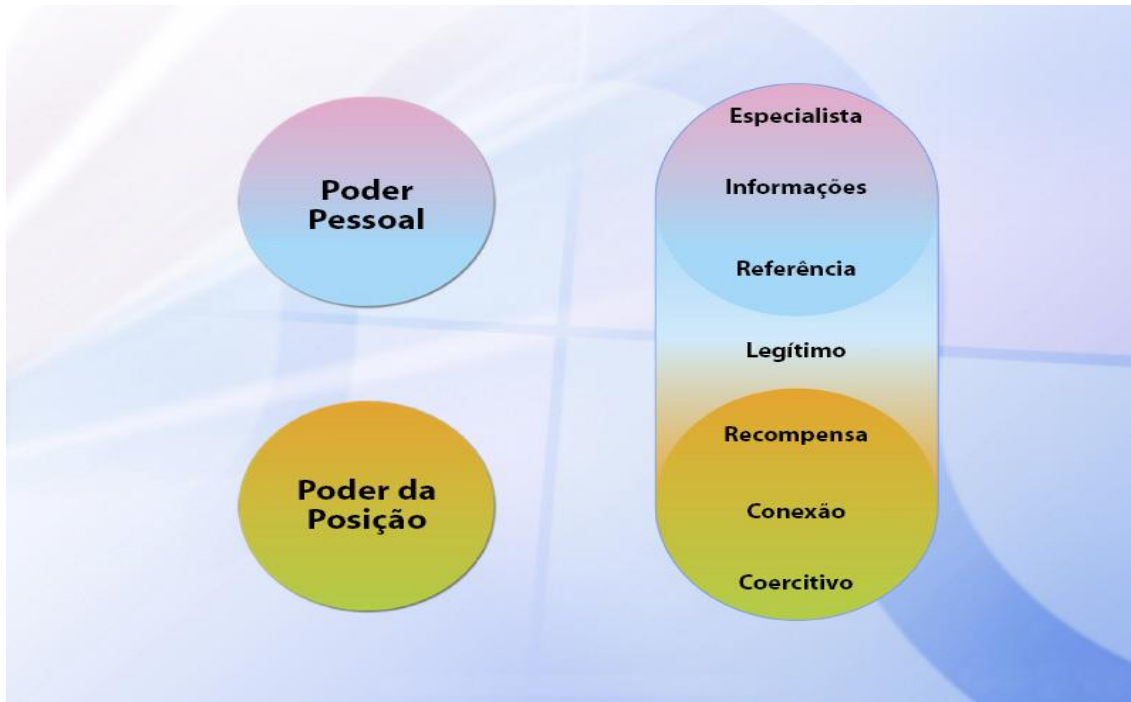 Poder
Pessoal
Poder da
Posição
Especialista
Informações
Referência
Legítimo
Recompensa
Conexão
Coercitivo